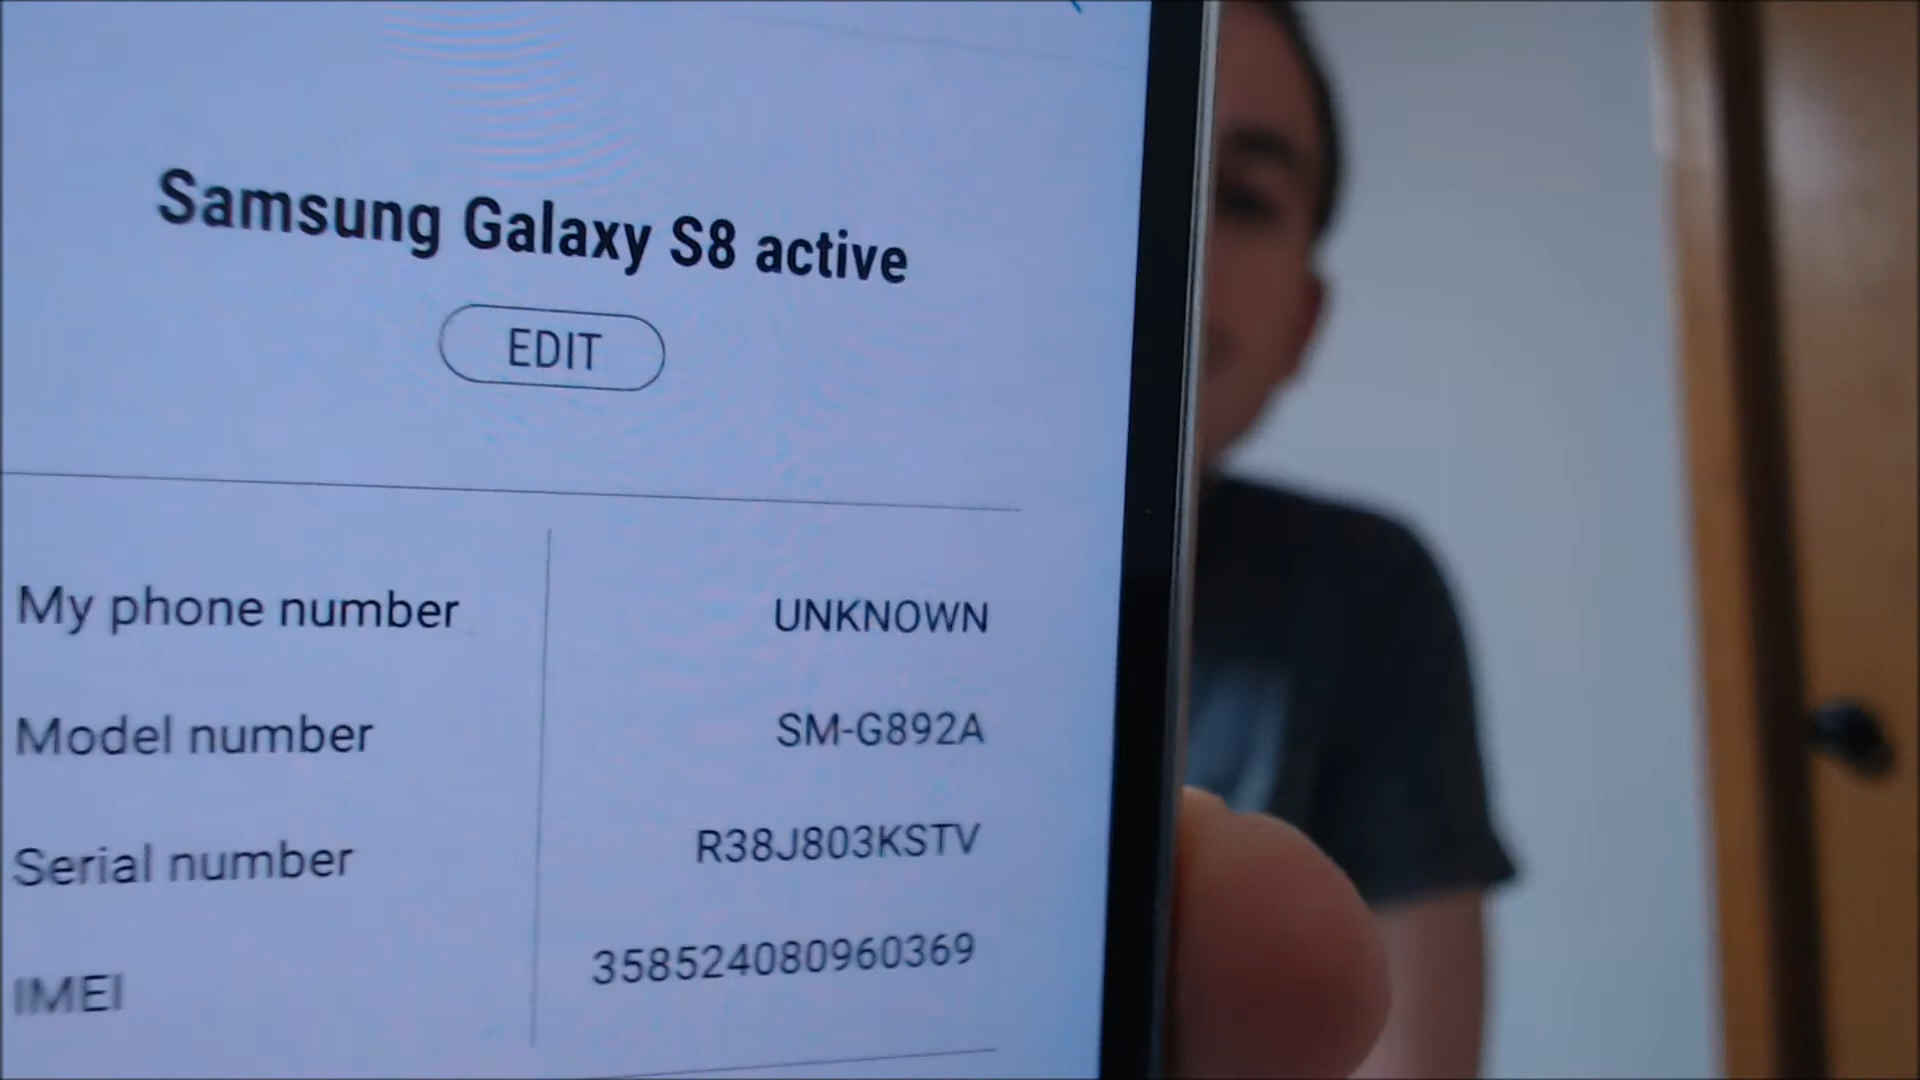 Samsung Galaxy S8 active
EDIT
My phone number UNKNOWN
Model number SM-G892A
Serial number R38J803KSTV
IMEI 358524080960369